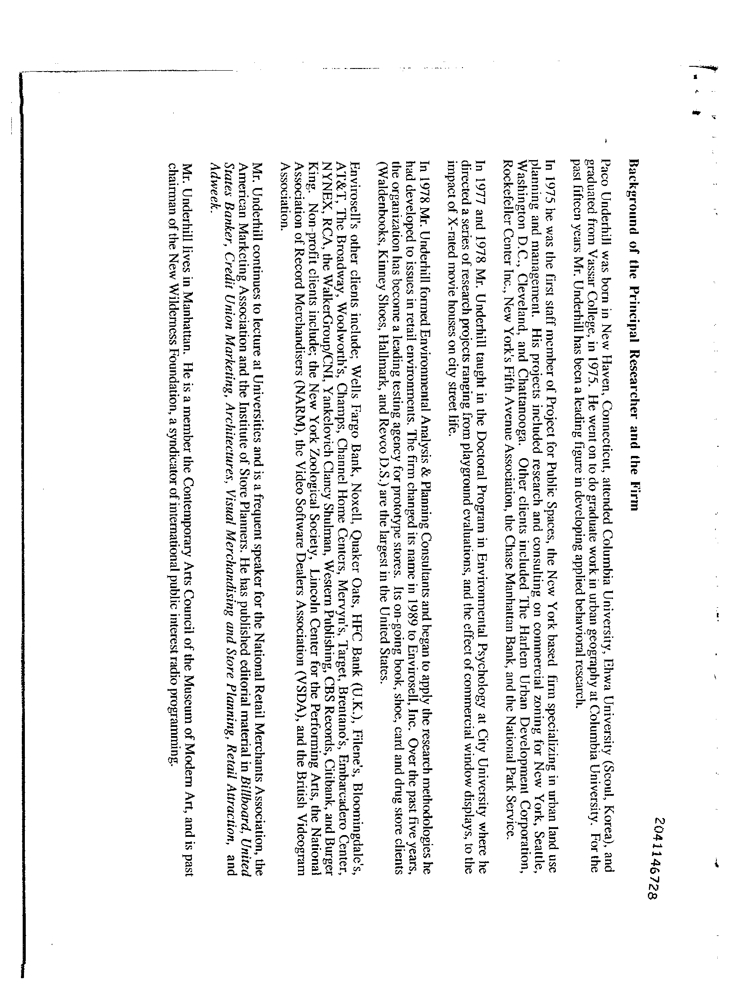 2041146728
Background of the Principal Researcher and the Firm
Paco Underhill was born in New Haven, Connecticut, attended Columbia University, Ehwa University (Seoul, Korea), and
graduated from Vassar College, in 1975. He went on to do graduate work in urban geography at Columbia University. For the
past fifteen years Mr. Underhill has been a leading figure in developing applied behavioral research.
In 1975 he was the first staff member of Project for Public Spaces, the New York based firm specializing in urban land use
planning and management. His projects included research and consulting on commercial zoning for New York, Seattle,
Washington D.C., Cleveland, and Chattanooga. Other clients included The Harlem Urban Development Corporation,
Rockefeller Center Inc., New York's Fifth Avenue Association, the Chase Manhattan Bank, and the National Park Service.
In 1977 and 1978 Mr. Underhill taught in the Doctoral Program in Environmental Psychology at City University where he
directed a series of research projects ranging from playground evaluations, and the effect of commercial window displays, to the
impact of X-rated movie houses on city street life.
In 1978 Mr. Underhill formed Environmental Analysis & Planning Consultants and began to apply the research methodologies he
had developed to issues in retail environments. The firm changed its name in 1989 to Envirosell, Inc. Over the past five years,
the organization has become a leading testing agency for prototype stores. Its on-going book, shoe, card and drug store clients
(Waldenbooks, Kinney Shoes, Hallmark, and Revco D.S.) are the largest in the United States.
Envirosell's other clients include; Wells Fargo Bank, Noxell, Quaker Oats, HFC Bank (U.K.), Filene's, Bloomingdale's,
AT&T, The Broadway, Woolworth's, Champs, Channel Home Centers, Mervyn's, Target, Brentano's, Embarcadero Center,
NYNEX, RCA, the WalkerGroup/CNI, Yankelovich Clancy Shulman, Western Publishing, CBS Records, Citibank, and Burger
King. Non-profit clients include; the New York Zoological Society, Lincoln Center for the Performing Arts, the National
Association of Record Merchandisers (NARM), the Video Software Dealers Association (VSDA), and the British Videogram
Association.
Mr. Underhill continues to lecture at Universities and is a frequent speaker for the National Retail Merchants Association, the
American Marketing Association and the Institute of Store Planners. He has published editorial material in Billboard, United
States Banker, Credit Union Marketing, Architectures, Visual Merchandising and Store Planning, Retail Attraction, and
Adweek.
Mr. Underhill lives in Manhattan. He is a member the Contemporary Arts Council of the Museum of Modern Art, and is past
chairman of the New Wilderness Foundation, a syndicator of international public interest radio programming.